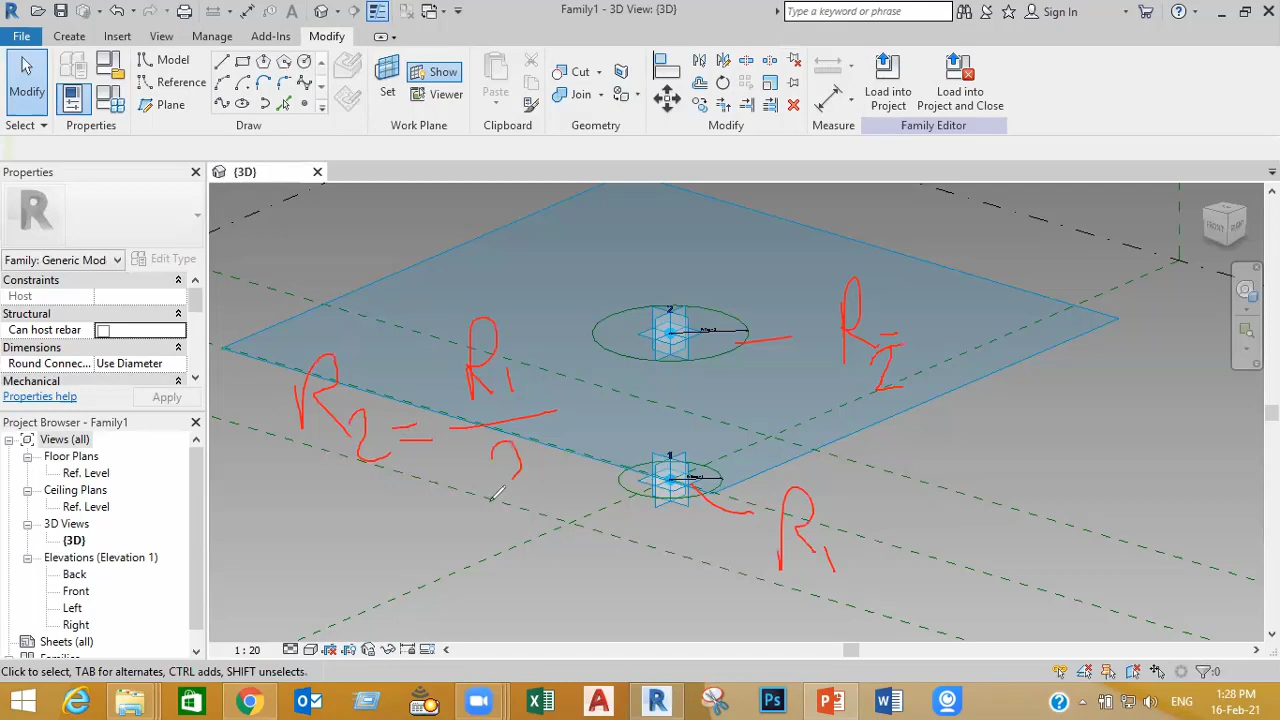 Family1 - 3D View: {3D}
Type a keyword or phrase
Sign In
File
Create
Insert
View
Manage
Add-Ins
Modify
Modify
Select
Properties
Model
Reference
Plane
Draw
Set
Show
Viewer
Work Plane
Paste
Clipboard
Cut
Join
Geometry
Modify
Measure
Load into
Project
Load into
Project and Close
Family Editor
Properties
{3D}
Family: Generic Mod
Edit Type
Constraints
Host
Structural
Can host rebar
Dimensions
Round Connec...
Use Diameter
Mechanical
Properties help
Apply
Project Browser - Family1
Views (all)
Floor Plans
Ref. Level
Ceiling Plans
Ref. Level
3D Views
{3D}
Elevations (Elevation 1)
Back
Front
Left
Right
Sheets (all)
2
1
R2
R1
R2 = R1
2
1 : 20
Click to select, TAB for alternates, CTRL adds, SHIFT unselects.
:0
ENG
1:28 PM
16-Feb-21